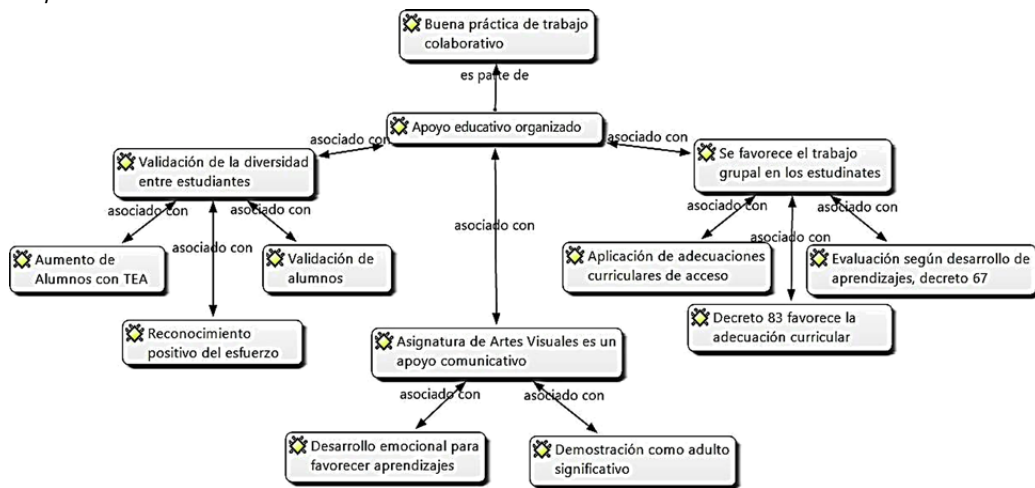 Buena práctica de trabajo
colaborativo
es parte de
Apoyo educativo organizado
asociado con
asociado con
Validación de la diversidad
entre estudiantes
Se favorece el trabajo
grupal en los estudinates
asociado con
asociado con
asociado con
asociado con
asociado con
asociado con
asociado con
Aumento de
Alumnos con TEA
Validación de
alumnos
Aplicación de adecuaciones
curriculares de acceso
Evaluación según desarrollo de
aprendizajes, decreto 67
Reconocimiento
positivo del esfuerzo
Asignatura de Artes Visuales es un
apoyo comunicativo
Decreto 83 favorece la
adecuación curricular
asociado con
asociado con
Desarrollo emocional para
favorecer aprendizajes
Demostración como adulto
significativo